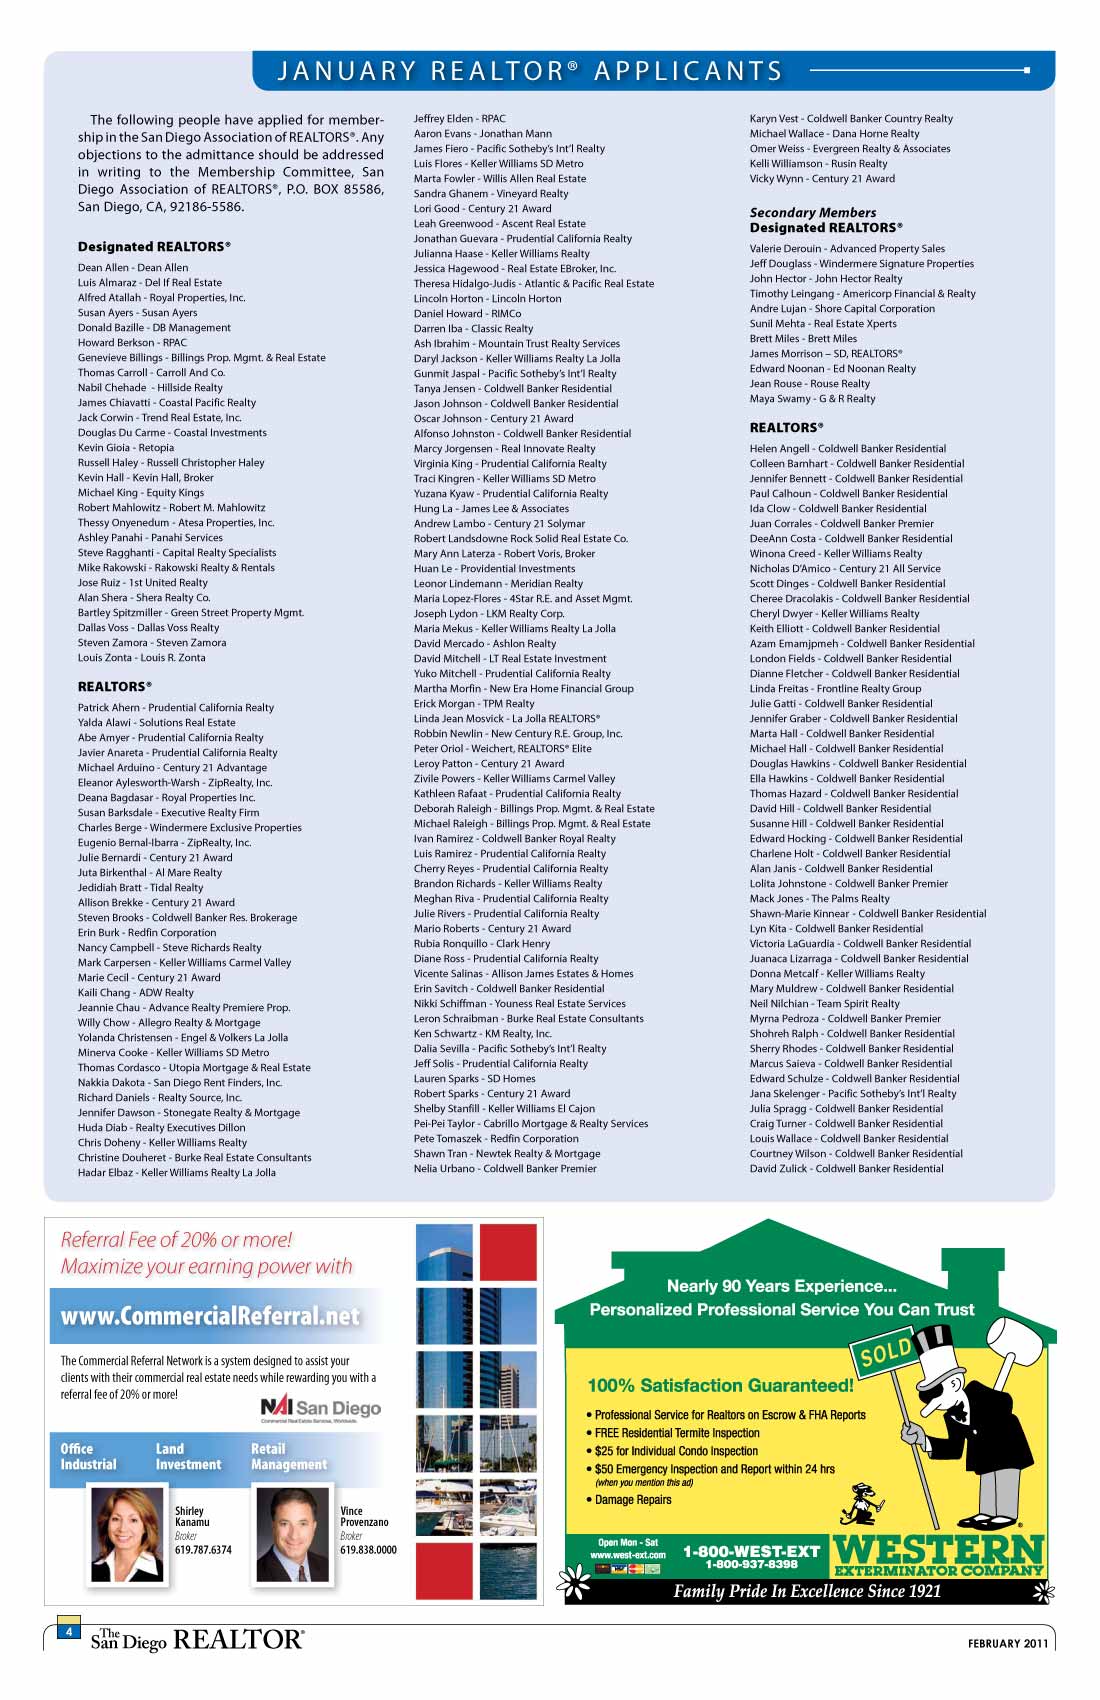 JANUARY REALTOR® APPLICANTS
The following people have applied for member-
ship in the San Diego Association of REALTORS®. Any
objections to the admittance should be addressed
in writing to the Membership Committee, San
Diego Association of REALTORS®, P.O. BOX 85586,
San Diego, CA, 92186-5586.
Designated REALTORS®
Dean Allen - Dean Allen
Luis Almaraz - Del If Real Estate
Alfred Atallah - Royal Properties, Inc.
Susan Ayers - Susan Ayers
Donald Bazille - DB Management
Howard Berkson - RPAC
Genevieve Billings - Billings Prop. Mgmt. & Real Estate
Thomas Carroll - Carroll And Co.
Nabil Chehade  - Hillside Realty
James Chiavatti - Coastal Pacific Realty
Jack Corwin - Trend Real Estate, Inc.
Douglas Du Carme - Coastal Investments
Kevin Gioia - Retopia
Russell Haley - Russell Christopher Haley
Kevin Hall - Kevin Hall, Broker
Michael King - Equity Kings
Robert Mahlowitz - Robert M. Mahlowitz
Thessy Onyenedum - Atesa Properties, Inc.
Ashley Panahi - Panahi Services
Steve Ragghanti - Capital Realty Specialists
Mike Rakowski - Rakowski Realty & Rentals
Jose Ruiz - 1st United Realty
Alan Shera - Shera Realty Co.
Bartley Spitzmiller - Green Street Property Mgmt.
Dallas Voss - Dallas Voss Realty
Steven Zamora - Steven Zamora
Louis Zonta - Louis R. Zonta
REALTORS®
Patrick Ahern - Prudential California Realty
Yalda Alawi - Solutions Real Estate
Abe Amyer - Prudential California Realty
Javier Anareta - Prudential California Realty
Michael Arduino - Century 21 Advantage
Eleanor Aylesworth-Warsh - ZipRealty, Inc.
Deana Bagdasar - Royal Properties Inc.
Susan Barksdale - Executive Realty Firm
Charles Berge - Windermere Exclusive Properties
Eugenio Bernal-Ibarra - ZipRealty, Inc.
Julie Bernardi - Century 21 Award
Juta Birkenthal - Al Mare Realty
Jedidiah Bratt - Tidal Realty
Allison Brekke - Century 21 Award
Steven Brooks - Coldwell Banker Res. Brokerage
Erin Burk - Redfin Corporation
Nancy Campbell - Steve Richards Realty
Mark Carpersen - Keller Williams Carmel Valley
Marie Cecil - Century 21 Award
Kaili Chang - ADW Realty
Jeannie Chau - Advance Realty Premiere Prop.
Willy Chow - Allegro Realty & Mortgage
Yolanda Christensen - Engel & Volkers La Jolla
Minerva Cooke - Keller Williams SD Metro
Thomas Cordasco - Utopia Mortgage & Real Estate
Nakkia Dakota - San Diego Rent Finders, Inc.
Richard Daniels - Realty Source, Inc.
Jennifer Dawson - Stonegate Realty & Mortgage
Huda Diab - Realty Executives Dillon
Chris Doheny - Keller Williams Realty
Christine Douheret - Burke Real Estate Consultants
Hadar Elbaz - Keller Williams Realty La Jolla
Jeffrey Elden - RPAC
Aaron Evans - Jonathan Mann
James Fiero - Pacific Sotheby's Int'l Realty
Luis Flores - Keller Williams SD Metro
Marta Fowler - Willis Allen Real Estate
Sandra Ghanem - Vineyard Realty
Lori Good - Century 21 Award
Leah Greenwood - Ascent Real Estate
Jonathan Guevara - Prudential California Realty
Julianna Haase - Keller Williams Realty
Jessica Hagewood - Real Estate EBroker, Inc.
Theresa Hidalgo-Judis - Atlantic & Pacific Real Estate
Lincoln Horton - Lincoln Horton
Daniel Howard - RIMCo
Darren Iba - Classic Realty
Ash Ibrahim - Mountain Trust Realty Services
Daryl Jackson - Keller Williams Realty La Jolla
Gunmit Jaspal - Pacific Sotheby's Int'l Realty
Tanya Jensen - Coldwell Banker Residential
Jason Johnson - Coldwell Banker Residential
Oscar Johnson - Century 21 Award
Alfonso Johnston - Coldwell Banker Residential
Marcy Jorgensen - Real Innovate Realty
Virginia King - Prudential California Realty
Traci Kingren - Keller Williams SD Metro
Yuzana Kyaw - Prudential California Realty
Hung La - James Lee & Associates
Andrew Lambo - Century 21 Solymar
Robert Landsdowne Rock Solid Real Estate Co.
Mary Ann Laterza - Robert Voris, Broker
Huan Le - Providential Investments
Leonor Lindemann - Meridian Realty
Maria Lopez-Flores - 4Star R.E. and Asset Mgmt.
Joseph Lydon - LKM Realty Corp.
Maria Mekus - Keller Williams Realty La Jolla
David Mercado - Ashlon Realty
David Mitchell - LT Real Estate Investment
Yuko Mitchell - Prudential California Realty
Martha Morfin - New Era Home Financial Group
Erick Morgan - TPM Realty
Linda Jean Mosvick - La Jolla REALTORS®
Robbin Newlin - New Century R.E. Group, Inc.
Peter Oriol - Weichert, REALTORS® Elite
Leroy Patton - Century 21 Award
Zivile Powers - Keller Williams Carmel Valley
Kathleen Rafaat - Prudential California Realty
Deborah Raleigh - Billings Prop. Mgmt. & Real Estate
Michael Raleigh - Billings Prop. Mgmt. & Real Estate
Ivan Ramirez - Coldwell Banker Royal Realty
Luis Ramirez - Prudential California Realty
Cherry Reyes - Prudential California Realty
Brandon Richards - Keller Williams Realty
Meghan Riva - Prudential California Realty
Julie Rivers - Prudential California Realty
Mario Roberts - Century 21 Award
Rubia Ronquillo - Clark Henry
Diane Ross - Prudential California Realty
Vicente Salinas - Allison James Estates & Homes
Erin Savitch - Coldwell Banker Residential
Nikki Schiffman - Youness Real Estate Services
Leron Schraibman - Burke Real Estate Consultants
Ken Schwartz - KM Realty, Inc.
Dalia Sevilla - Pacific Sotheby's Int'l Realty
Jeff Solis - Prudential California Realty
Lauren Sparks - SD Homes
Robert Sparks - Century 21 Award
Shelby Stanfill - Keller Williams El Cajon
Pei-Pei Taylor - Cabrillo Mortgage & Realty Services
Pete Tomaszek - Redfin Corporation
Shawn Tran - Newtek Realty & Mortgage
Nelia Urbano - Coldwell Banker Premier
Karyn Vest - Coldwell Banker Country Realty
Michael Wallace - Dana Horne Realty
Omer Weiss - Evergreen Realty & Associates
Kelli Williamson - Rusin Realty
Vicky Wynn - Century 21 Award
Secondary Members
Designated REALTORS®
Valerie Derouin - Advanced Property Sales
Jeff Douglass - Windermere Signature Properties
John Hector - John Hector Realty
Timothy Leingang - Americorp Financial & Realty
Andre Lujan - Shore Capital Corporation
Sunil Mehta - Real Estate Xperts
Brett Miles - Brett Miles
James Morrison – SD, REALTORS®
Edward Noonan - Ed Noonan Realty
Jean Rouse - Rouse Realty
Maya Swamy - G & R Realty
REALTORS®
Helen Angell - Coldwell Banker Residential
Colleen Barnhart - Coldwell Banker Residential
Jennifer Bennett - Coldwell Banker Residential
Paul Calhoun - Coldwell Banker Residential
Ida Clow - Coldwell Banker Residential
Juan Corrales - Coldwell Banker Premier
DeeAnn Costa - Coldwell Banker Residential
Winona Creed - Keller Williams Realty
Nicholas D'Amico - Century 21 All Service
Scott Dinges - Coldwell Banker Residential
Cheree Dracolakis - Coldwell Banker Residential
Cheryl Dwyer - Keller Williams Realty
Keith Elliott - Coldwell Banker Residential
Azam Emamjpmeh - Coldwell Banker Residential
London Fields - Coldwell Banker Residential
Dianne Fletcher - Coldwell Banker Residential
Linda Freitas - Frontline Realty Group
Julie Gatti - Coldwell Banker Residential
Jennifer Graber - Coldwell Banker Residential
Marta Hall - Coldwell Banker Residential
Michael Hall - Coldwell Banker Residential
Douglas Hawkins - Coldwell Banker Residential
Ella Hawkins - Coldwell Banker Residential
Thomas Hazard - Coldwell Banker Residential
David Hill - Coldwell Banker Residential
Susanne Hill - Coldwell Banker Residential
Edward Hocking - Coldwell Banker Residential
Charlene Holt - Coldwell Banker Residential
Alan Janis - Coldwell Banker Residential
Lolita Johnstone - Coldwell Banker Premier
Mack Jones - The Palms Realty
Shawn-Marie Kinnear - Coldwell Banker Residential
Lyn Kita - Coldwell Banker Residential
Victoria LaGuardia - Coldwell Banker Residential
Juanaca Lizarraga - Coldwell Banker Residential
Donna Metcalf - Keller Williams Realty
Mary Muldrew - Coldwell Banker Residential
Neil Nilchian - Team Spirit Realty
Myrna Pedroza - Coldwell Banker Premier
Shohreh Ralph - Coldwell Banker Residential
Sherry Rhodes - Coldwell Banker Residential
Marcus Saieva - Coldwell Banker Residential
Edward Schulze - Coldwell Banker Residential
Jana Skelenger - Pacific Sotheby's Int'l Realty
Julia Spragg - Coldwell Banker Residential
Craig Turner - Coldwell Banker Residential
Louis Wallace - Coldwell Banker Residential
Courtney Wilson - Coldwell Banker Residential
David Zulick - Coldwell Banker Residential
Referral Fee of 20% or more!
Maximize your earning power with
www.CommercialReferral.net
The Commercial Referral Network is a system designed to assist your
clients with their commercial real estate needs while rewarding you with a
referral fee of 20% or more!
NAI San Diego
Commercial Real Estate Services, Worldwide.
Office Land Retail
Industrial Investment Management
Shirley
Kanamu
Broker
619.787.6374
Vince
Provenzano
Broker
619.838.0000
Nearly 90 Years Experience...
Personalized Professional Service You Can Trust
SOLD
100% Satisfaction Guaranteed!
• Professional Service for Realtors on Escrow & FHA Reports
• FREE Residential Termite Inspection
• $25 for Individual Condo Inspection
• $50 Emergency Inspection and Report within 24 hrs
(when you mention this ad)
• Damage Repairs
Open Mon - Sat
www.west-ext.com
1-800-WEST-EXT
1-800-937-8398
WESTERN
EXTERMINATOR COMPANY
Family Pride In Excellence Since 1921
4
The San Diego REALTOR®
FEBRUARY 2011